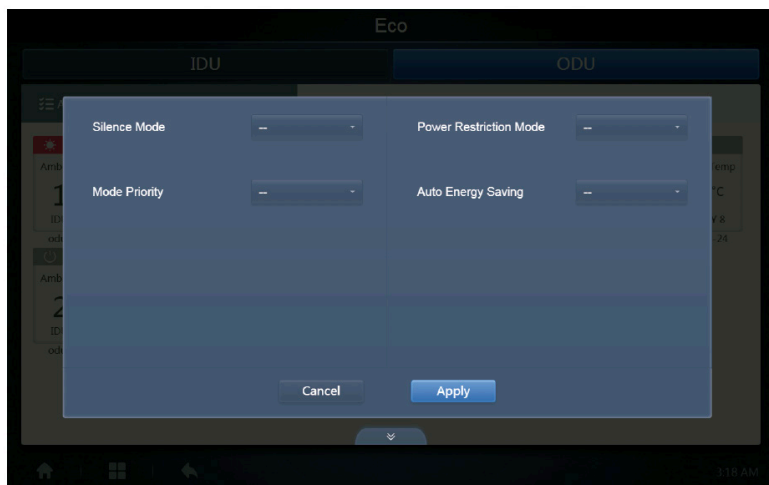 Eco
IDU ODU
Silence Mode -- Power Restriction Mode --
Mode Priority -- Auto Energy Saving --
Cancel Apply
3:18 AM